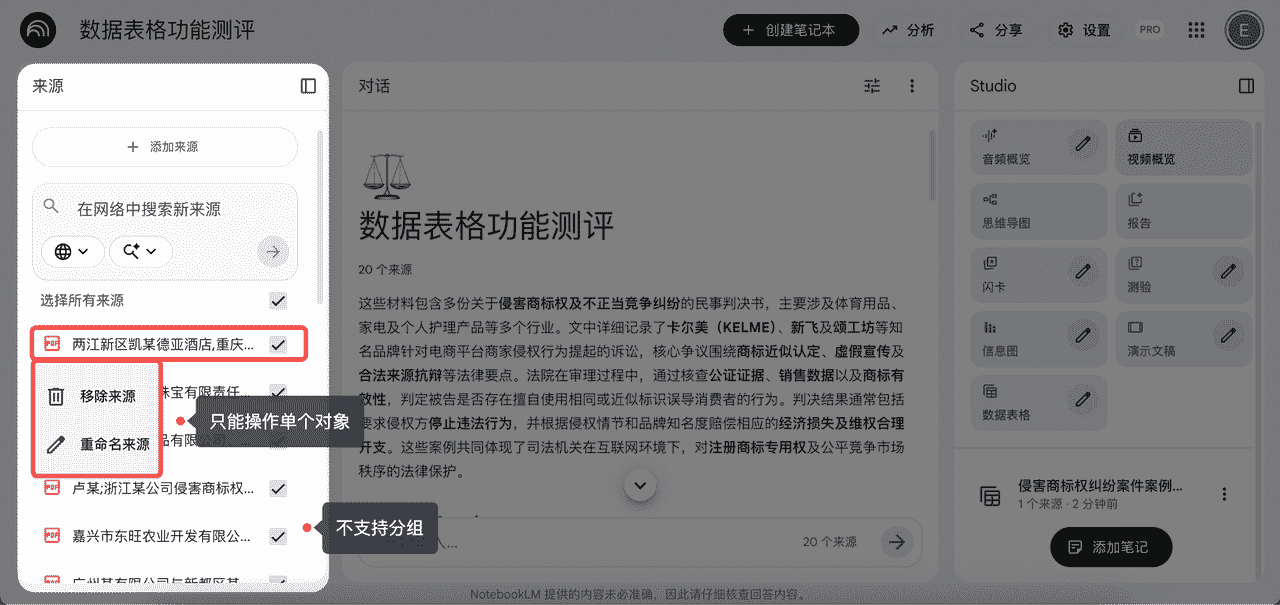 数据表格功能测评
创建笔记本
分析
分享
设置
PRO
E
来源
添加来源
在网络中搜索新来源
选择所有来源
PDF 两江新区凯某德亚酒店,重庆...
移除来源
珠宝有限责任...
重命名来源
品有限公司、
只能操作单个对象
PDF 卢某;浙江某公司侵害商标权...
PDF 嘉兴市东旺农业开发有限公...
不支持分组
对话
数据表格功能测评
20 个来源
这些材料包含多份关于侵害商标权及不正当竞争纠纷的民事判决书，主要涉及体育用品、
家电及个人护理产品等多个行业。文中详细记录了卡尔美（KELME）、新飞及颂工坊等知
名品牌针对电商平台商家侵权行为提起的诉讼，核心争议围绕商标近似认定、虚假宣传及
合法来源抗辩等法律要点。法院在审理过程中，通过核查公证证据、销售数据以及商标有
效性，判定被告是否存在擅自使用相同或近似标识误导消费者的行为。判决结果通常包括
要求侵权方停止违法行为，并根据侵权情节和品牌知名度赔偿相应的经济损失及维权合理
开支。这些案例共同体现了司法机关在互联网环境下，对注册商标专用权及公平竞争市场
秩序的法律保护。
20 个来源
Studio
音频概览
视频概览
思维导图
报告
闪卡
测验
信息图
演示文稿
数据表格
侵害商标权纠纷案件案例...
1 个来源 · 2 分钟前
添加笔记
NotebookLM 提供的内容未必准确，因此请仔细核查回答内容。